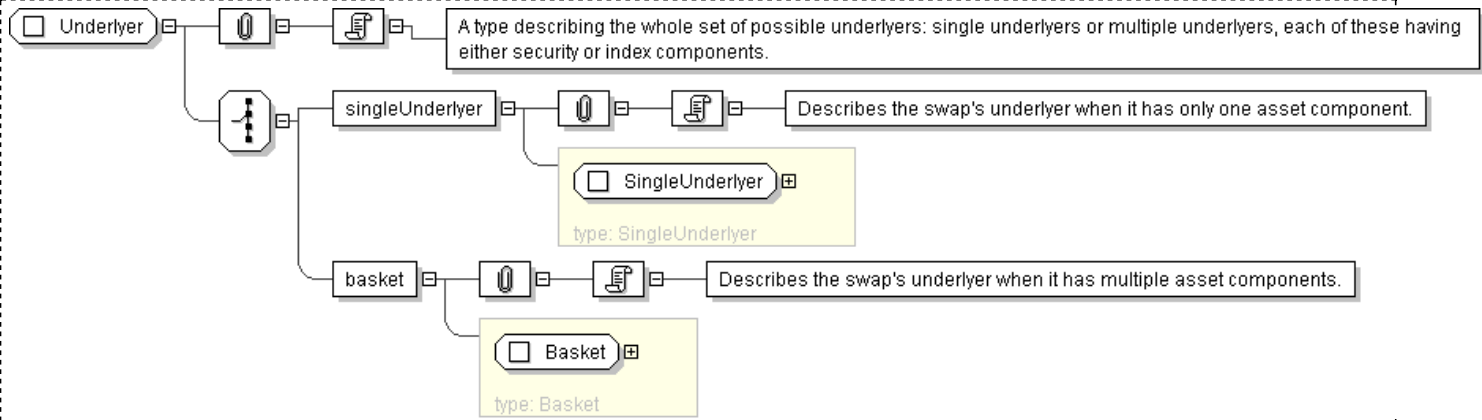 Underlyer
A type describing the whole set of possible underlyers: single underlyers or multiple underlyers, each of these having
either security or index components.
singleUnderlyer
Describes the swap's underlyer when it has only one asset component.
SingleUnderlyer
type: SingleUnderlyer
basket
Describes the swap's underlyer when it has multiple asset components.
Basket
type: Basket